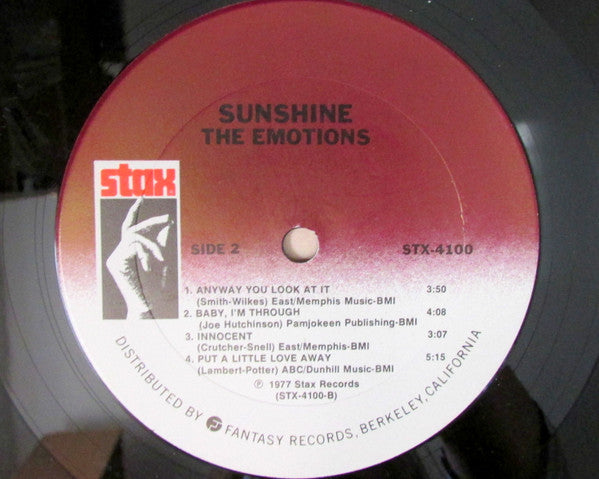 SUNSHINE
THE EMOTIONS
stax
SIDE 2
STX-4100
1. ANYWAY YOU LOOK AT IT 3:50
(Smith-Wilkes) East/Memphis Music-BMI
2. BABY, I'M THROUGH 4:08
(Joe Hutchinson) Pamjokeen Publishing-BMI
3. INNOCENT 3:07
(Crutcher-Snell) East/Memphis-BMI
4. PUT A LITTLE LOVE AWAY 5:15
(Lambert-Potter) ABC/Dunhill Music-BMI
℗ 1977 Stax Records
(STX-4100-B)
DISTRIBUTED BY FANTASY RECORDS, BERKELEY, CALIFORNIA